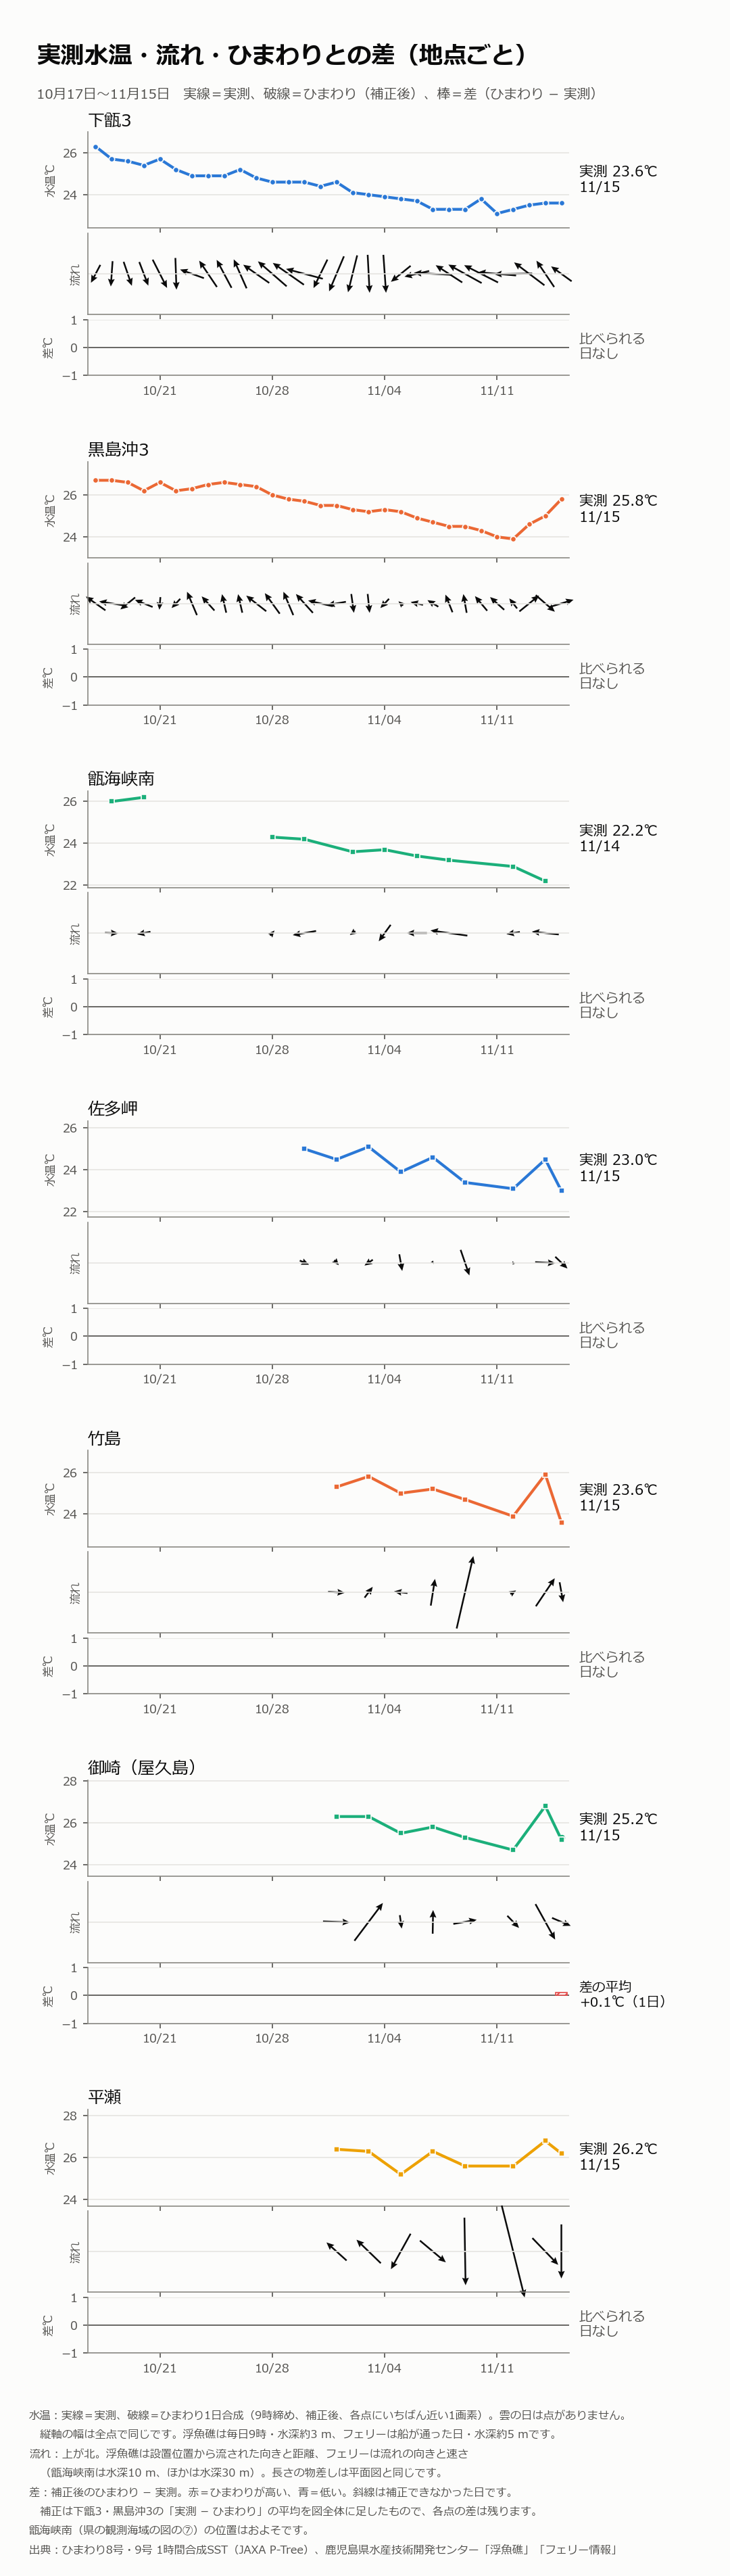 実測水温・流れ・ひまわりとの差（地点ごと）
10月17日～11月15日　実線＝実測、破線＝ひまわり（補正後）、棒＝差（ひまわり − 実測）
下甑3
水温℃
26
24
実測 23.6℃
11/15
流れ
差℃
1
0
−1
比べられる
日なし
10/21
10/28
11/04
11/11
黒島沖3
水温℃
26
24
実測 25.8℃
11/15
流れ
差℃
1
0
−1
比べられる
日なし
10/21
10/28
11/04
11/11
甑海峡南
水温℃
26
24
22
実測 22.2℃
11/14
流れ
差℃
1
0
−1
比べられる
日なし
10/21
10/28
11/04
11/11
佐多岬
水温℃
26
24
22
実測 23.0℃
11/15
流れ
差℃
1
0
−1
比べられる
日なし
10/21
10/28
11/04
11/11
竹島
水温℃
26
24
実測 23.6℃
11/15
流れ
差℃
1
0
−1
比べられる
日なし
10/21
10/28
11/04
11/11
御崎（屋久島）
水温℃
28
26
24
実測 25.2℃
11/15
流れ
差℃
1
0
−1
差の平均
+0.1℃（1日）
10/21
10/28
11/04
11/11
平瀬
水温℃
28
26
24
実測 26.2℃
11/15
流れ
差℃
1
0
−1
比べられる
日なし
10/21
10/28
11/04
11/11
水温：実線＝実測、破線＝ひまわり1日合成（9時締め、補正後、各点にいちばん近い1画素）。雲の日は点がありません。
縦軸の幅は全点で同じです。浮魚礁は毎日9時・水深約3 m、フェリーは船が通った日・水深約5 mです。
流れ：上が北。浮魚礁は設置位置から流された向きと距離、フェリーは流れの向きと速さ
（甑海峡南は水深10 m、ほかは水深30 m）。長さの物差しは平面図と同じです。
差：補正後のひまわり − 実測。赤＝ひまわりが高い、青＝低い。斜線は補正できなかった日です。
補正は下甑3・黒島沖3の「実測 − ひまわり」の平均を図全体に足したもので、各点の差は残ります。
甑海峡南（県の観測海域の図の⑦）の位置はおよそです。
出典：ひまわり8号・9号 1時間合成SST（JAXA P-Tree）、鹿児島県水産技術開発センター「浮魚礁」「フェリー情報」